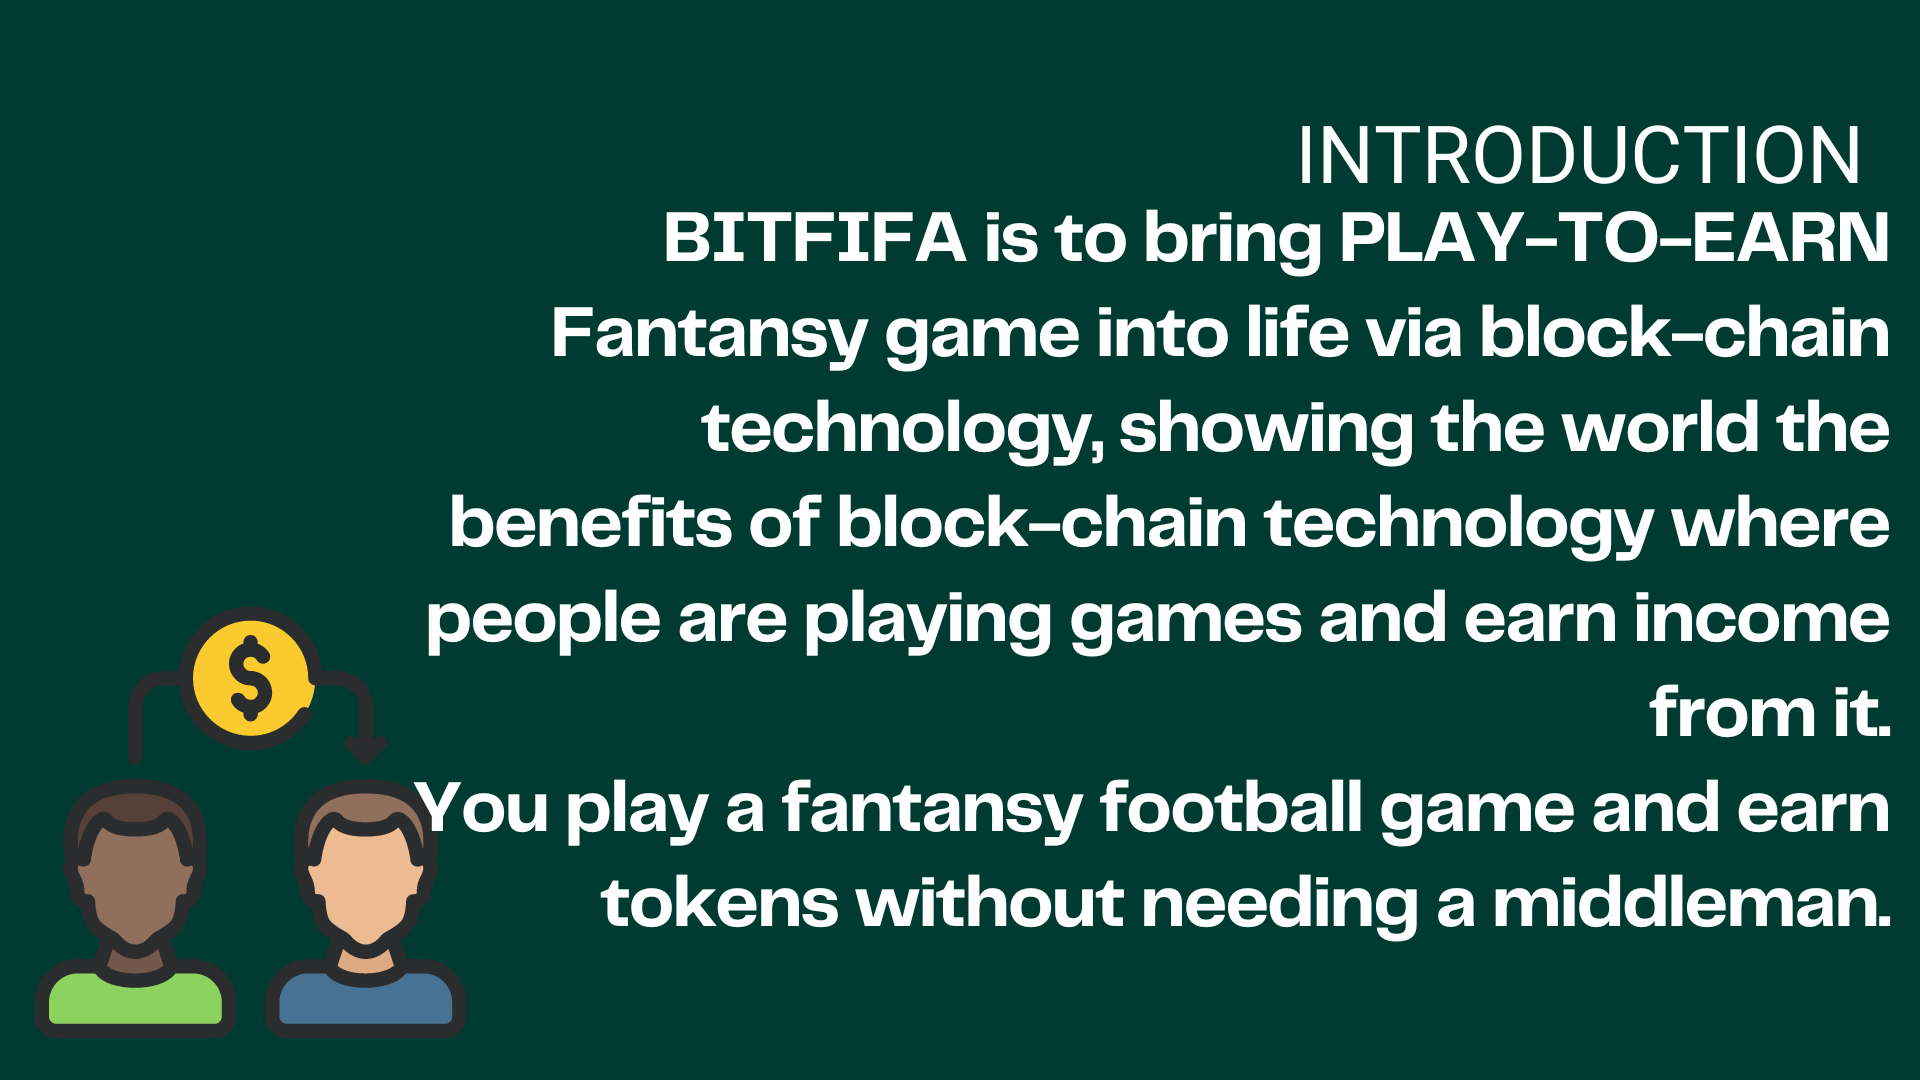 INTRODUCTION
BITFIFA is to bring PLAY-TO-EARN
Fantansy game into life via block-chain
technology, showing the world the
benefits of block-chain technology where
people are playing games and earn income
from it.
You play a fantansy football game and earn
tokens without needing a middleman.
$